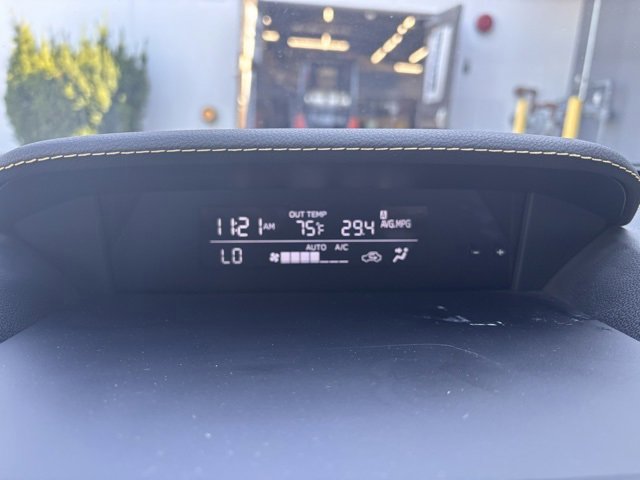 OUT TEMP A
11:21 AM 75°F 29.4 AVG.MPG
AUTO A/C
LO
- +